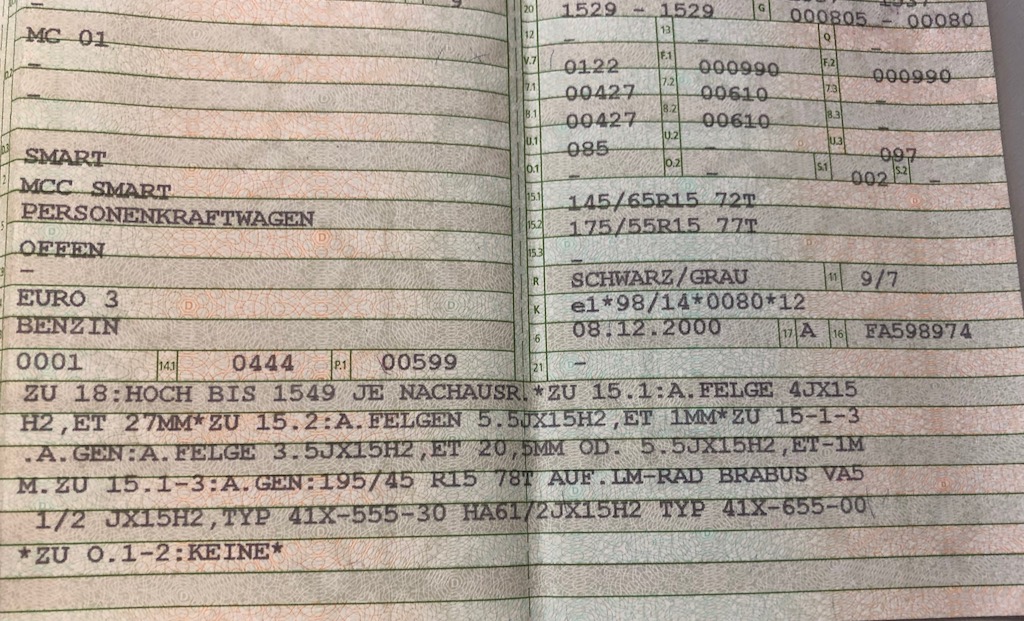 20 1529 - 1529 G 000805 - 00080
MC 01 12 - 13 - Q -
- V.7 0122 F.1 000990 F.2 000990
- 7.1 00427 7.2 00610 7.3 -
8.1 00427 8.2 00610 8.3 -
U.1 085 U.2 - U.3 097
SMART O.1 - O.2 - S.1 002 S.2 -
MCC SMART 15.1 145/65R15 72T
PERSONENKRAFTWAGEN 15.2 175/55R15 77T
OFFEN 15.3 -
- R SCHWARZ/GRAU 11 9/7
EURO 3 K e1*98/14*0080*12
BENZIN 6 08.12.2000 17 A 16 FA598974
0001 14.1 0444 P.1 00599 21 -
ZU 18:HOCH BIS 1549 JE NACHAUSR.*ZU 15.1:A.FELGE 4JX15
H2,ET 27MM*ZU 15.2:A.FELGEN 5.5JX15H2,ET 1MM*ZU 15-1-3
.A.GEN:A.FELGE 3.5JX15H2,ET 20,5MM OD. 5.5JX15H2,ET-1M
M.ZU 15.1-3:A.GEN:195/45 R15 78T AUF.LM-RAD BRABUS VA5
1/2 JX15H2,TYP 41X-555-30 HA61/2JX15H2 TYP 41X-655-00\
*ZU O.1-2:KEINE*